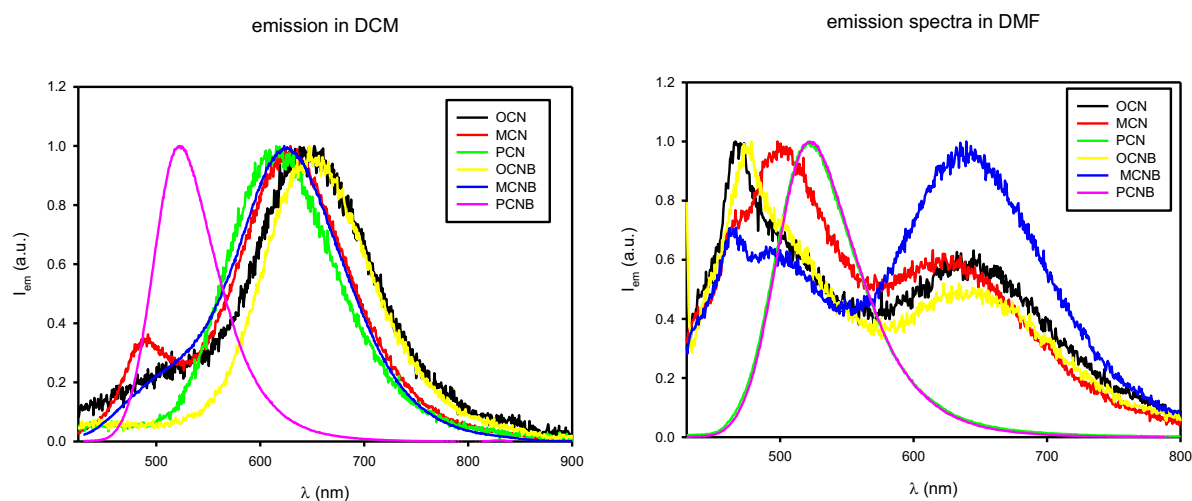 emission in DCM
1.2
1.0
0.8
0.6
0.4
0.2
0.0
I_em (a.u.)
500 600 700 800 900
λ (nm)
OCN
MCN
PCN
OCNB
MCNB
PCNB
emission spectra in DMF
1.2
1.0
0.8
0.6
0.4
0.2
0.0
I_em (a.u.)
500 600 700 800
λ (nm)
OCN
MCN
PCN
OCNB
MCNB
PCNB